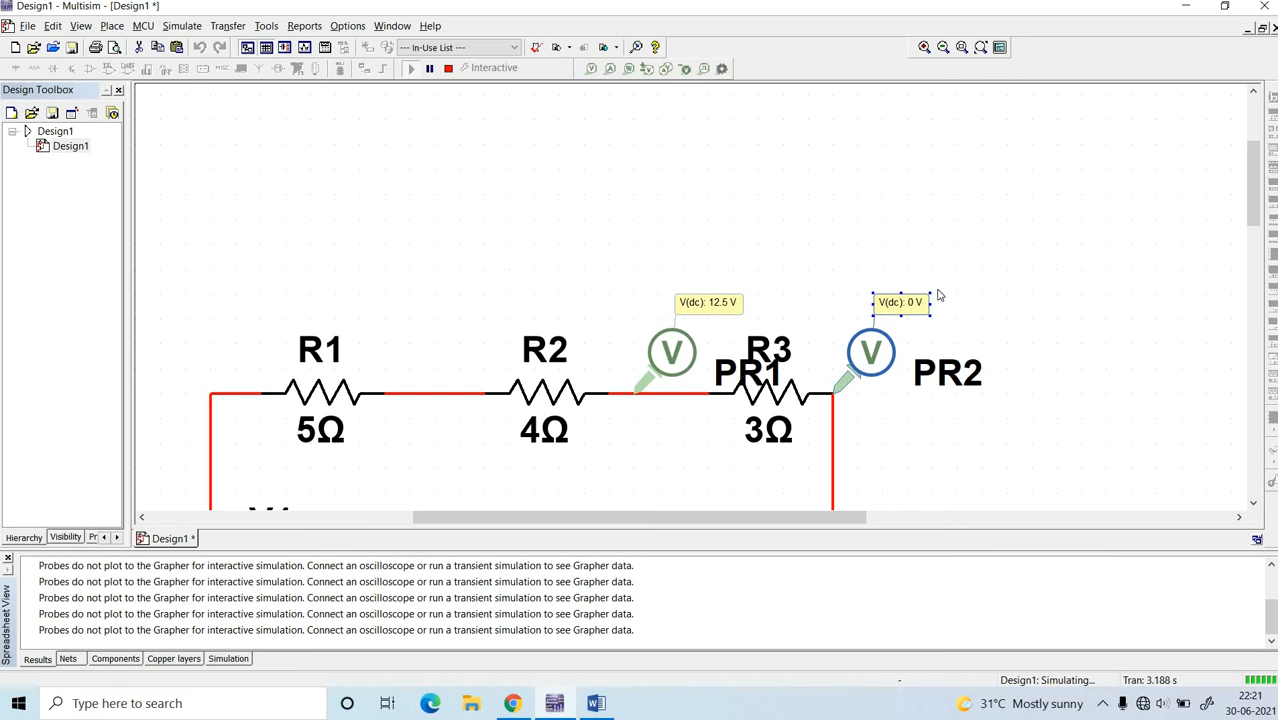 Design1 - Multisim - [Design1 *]
File Edit View Place MCU Simulate Transfer Tools Reports Options Window Help
--- In-Use List ---
Interactive
Design Toolbox
Design1
Design1
V(dc): 12.5 V
V(dc): 0 V
R1
R2
V
R3
V
PR1
PR2
5Ω
4Ω
3Ω
Hierarchy Visibility
Design1 *
Probes do not plot to the Grapher for interactive simulation. Connect an oscilloscope or run a transient simulation to see Grapher data.
Probes do not plot to the Grapher for interactive simulation. Connect an oscilloscope or run a transient simulation to see Grapher data.
Probes do not plot to the Grapher for interactive simulation. Connect an oscilloscope or run a transient simulation to see Grapher data.
Probes do not plot to the Grapher for interactive simulation. Connect an oscilloscope or run a transient simulation to see Grapher data.
Probes do not plot to the Grapher for interactive simulation. Connect an oscilloscope or run a transient simulation to see Grapher data.
Spreadsheet View
Results Nets Components Copper layers Simulation
- Design1: Simulating... Tran: 3.188 s
Type here to search
31°C Mostly sunny
22:21
30-06-2021